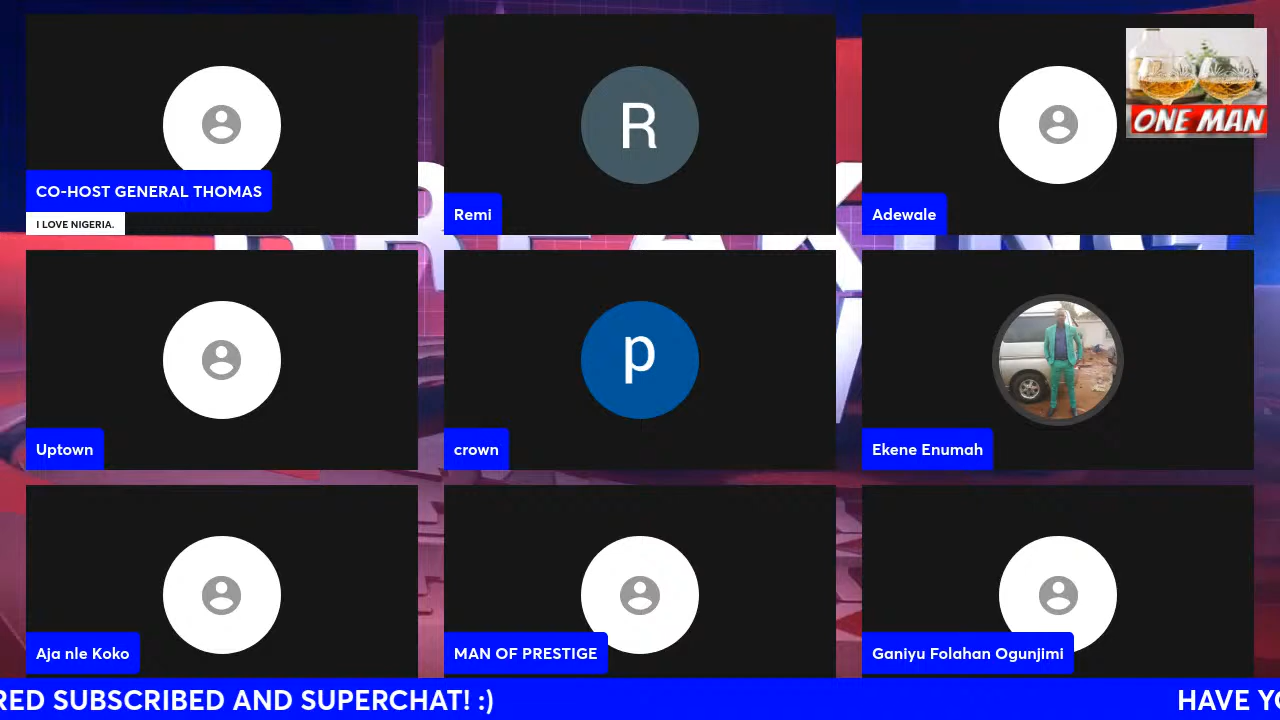 R
ONE MAN
CO-HOST GENERAL THOMAS
I LOVE NIGERIA.
Remi
Adewale
BREAKING
p
Uptown
crown
Ekene Enumah
Aja nle Koko
MAN OF PRESTIGE
Ganiyu Folahan Ogunjimi
RED SUBSCRIBED AND SUPERCHAT! :) HAVE YO